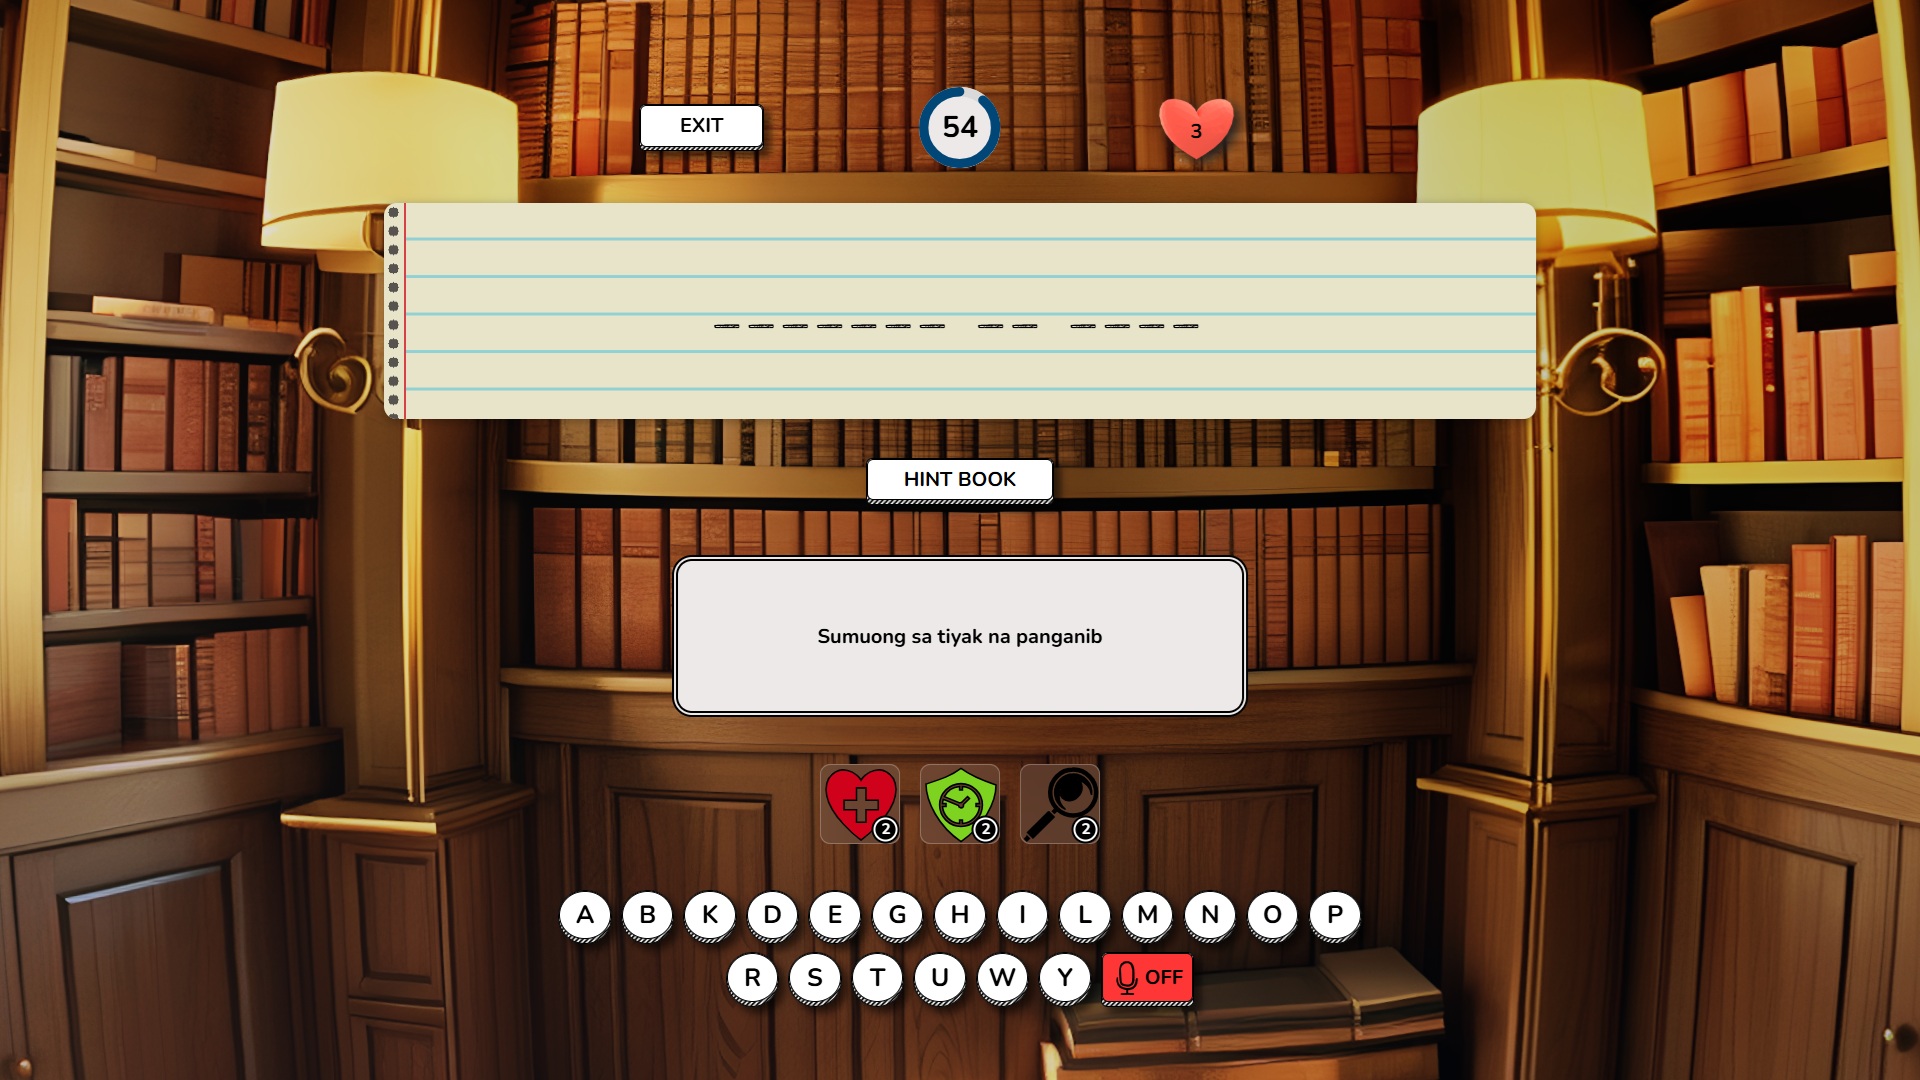 EXIT
54
3
HINT BOOK
Sumuong sa tiyak na panganib
2 2 2
A B K D E G H I L M N O P
R S T U W Y OFF